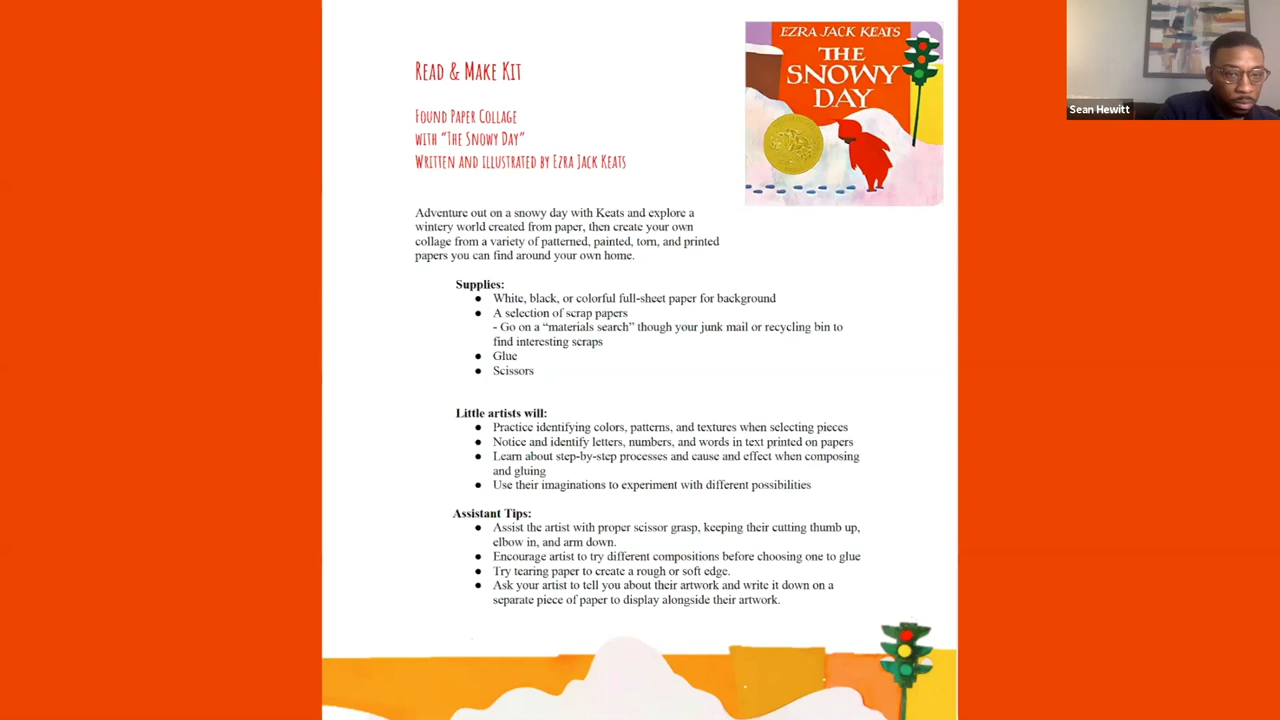 READ & MAKE KIT
FOUND PAPER COLLAGE
WITH "THE SNOWY DAY"
WRITTEN AND ILLUSTRATED BY EZRA JACK KEATS
EZRA JACK KEATS
THE
SNOWY
DAY
Sean Hewitt
Adventure out on a snowy day with Keats and explore a
wintery world created from paper, then create your own
collage from a variety of patterned, painted, torn, and printed
papers you can find around your own home.
Supplies:
● White, black, or colorful full-sheet paper for background
● A selection of scrap papers
- Go on a "materials search" though your junk mail or recycling bin to
find interesting scraps
● Glue
● Scissors
Little artists will:
● Practice identifying colors, patterns, and textures when selecting pieces
● Notice and identify letters, numbers, and words in text printed on papers
● Learn about step-by-step processes and cause and effect when composing
and gluing
● Use their imaginations to experiment with different possibilities
Assistant Tips:
● Assist the artist with proper scissor grasp, keeping their cutting thumb up,
elbow in, and arm down.
● Encourage artist to try different compositions before choosing one to glue
● Try tearing paper to create a rough or soft edge.
● Ask your artist to tell you about their artwork and write it down on a
separate piece of paper to display alongside their artwork.